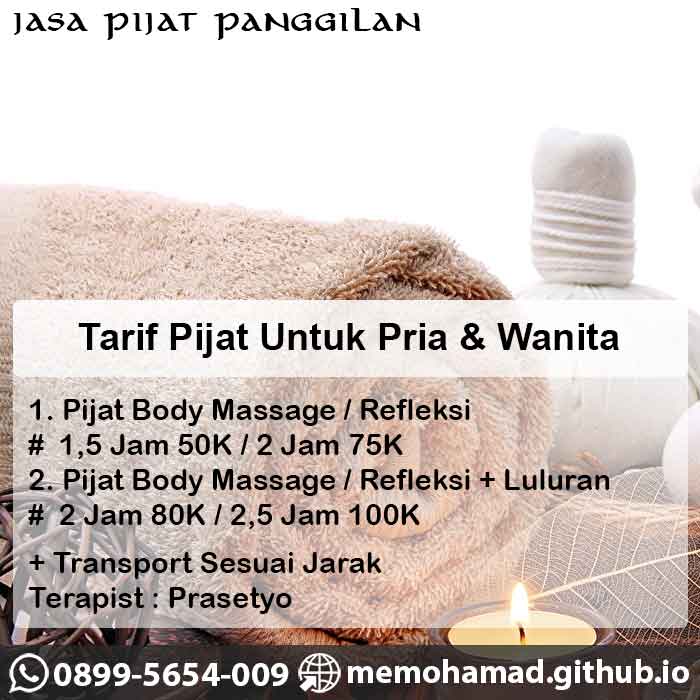 Jasa Pijat Panggilan
Tarif Pijat Untuk Pria & Wanita
1. Pijat Body Massage / Refleksi
# 1,5 Jam 50K / 2 Jam 75K
2. Pijat Body Massage / Refleksi + Luluran
# 2 Jam 80K / 2,5 Jam 100K
+ Transport Sesuai Jarak
Terapist : Prasetyo
0899-5654-009 memohamad.github.io